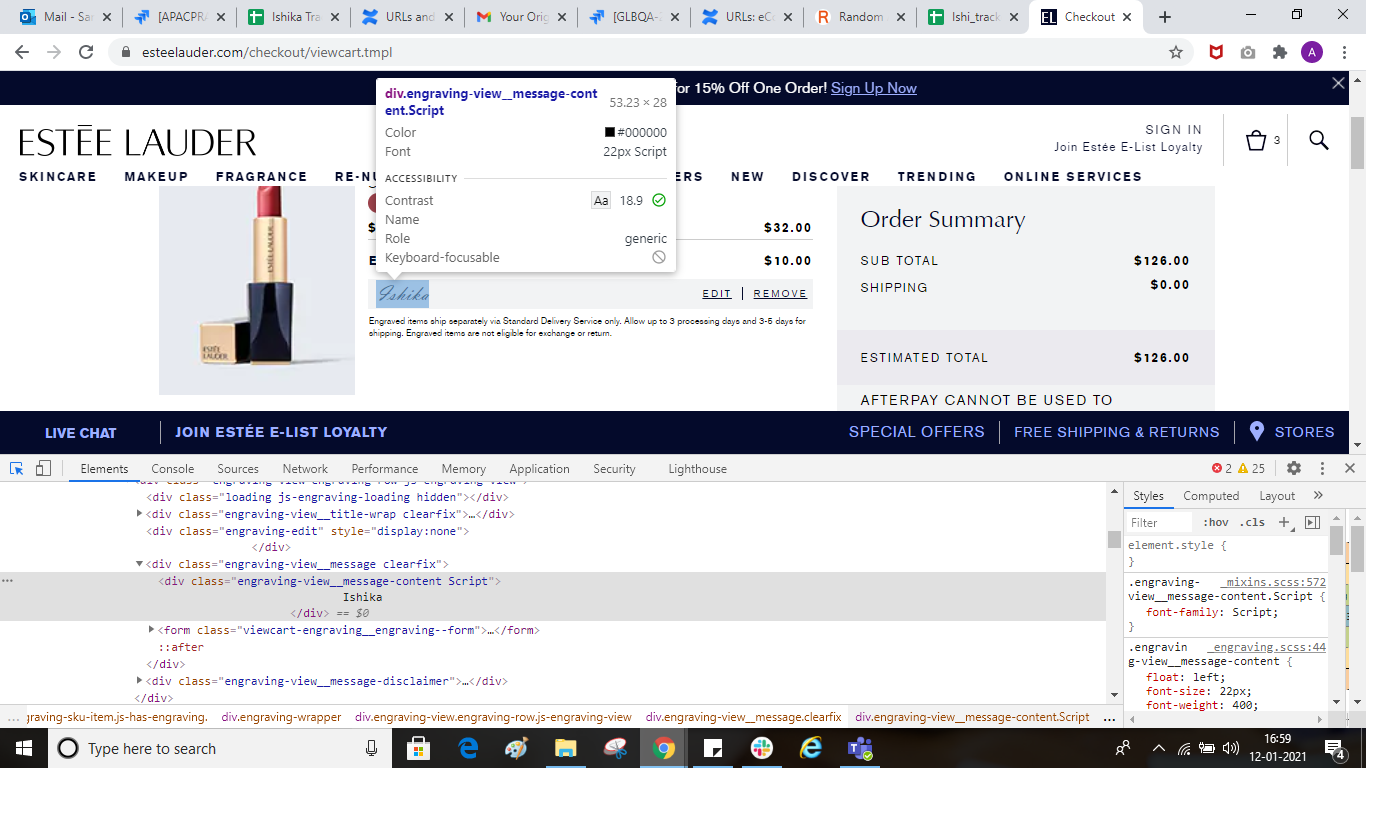 Mail - Sar
[APACPR
Ishika Tra
URLs and
Your Orig
[GLBQA-
URLs: eC
Random
Ishi_track
Checkout
esteelauder.com/checkout/viewcart.tmpl
A
for 15% Off One Order! Sign Up Now
ESTĒE LAUDER
SIGN IN
Join Estée E-List Loyalty
3
SKINCARE MAKEUP FRAGRANCE RE-NU ERS NEW DISCOVER TRENDING ONLINE SERVICES
div.engraving-view__message-cont
ent.Script
53.23 × 28
Color #000000
Font 22px Script
ACCESSIBILITY
Contrast Aa 18.9
Name
Role generic
Keyboard-focusable
ESTEE LAUDER
ESTĒE
LAUDER
$ $32.00
E $10.00
Ishika
EDIT | REMOVE
Engraved items ship separately via Standard Delivery Service only. Allow up to 3 processing days and 3-5 days for
shipping. Engraved items are not eligible for exchange or return.
Order Summary
SUB TOTAL $126.00
SHIPPING $0.00
ESTIMATED TOTAL $126.00
AFTERPAY CANNOT BE USED TO
LIVE CHAT JOIN ESTÉE E-LIST LOYALTY SPECIAL OFFERS FREE SHIPPING & RETURNS STORES
Elements Console Sources Network Performance Memory Application Security Lighthouse 2 25
<div class="loading js-engraving-loading hidden"></div>
<div class="engraving-view__title-wrap clearfix">…</div>
<div class="engraving-edit" style="display:none">
</div>
<div class="engraving-view__message clearfix">
<div class="engraving-view__message-content Script">
Ishika
</div> == $0
<form class="viewcart-engraving__engraving--form">…</form>
::after
</div>
<div class="engraving-view__message-disclaimer">…</div>
</div>
… graving-sku-item.js-has-engraving. div.engraving-wrapper div.engraving-view.engraving-row.js-engraving-view div.engraving-view__message.clearfix div.engraving-view__message-content.Script …
Styles Computed Layout »
Filter :hov .cls +
element.style {
}
.engraving- _mixins.scss:572
view__message-content.Script {
font-family: Script;
}
.engravin _engraving.scss:44
g-view__message-content {
float: left;
font-size: 22px;
font-weight: 400;
Type here to search
16:59
12-01-2021
4